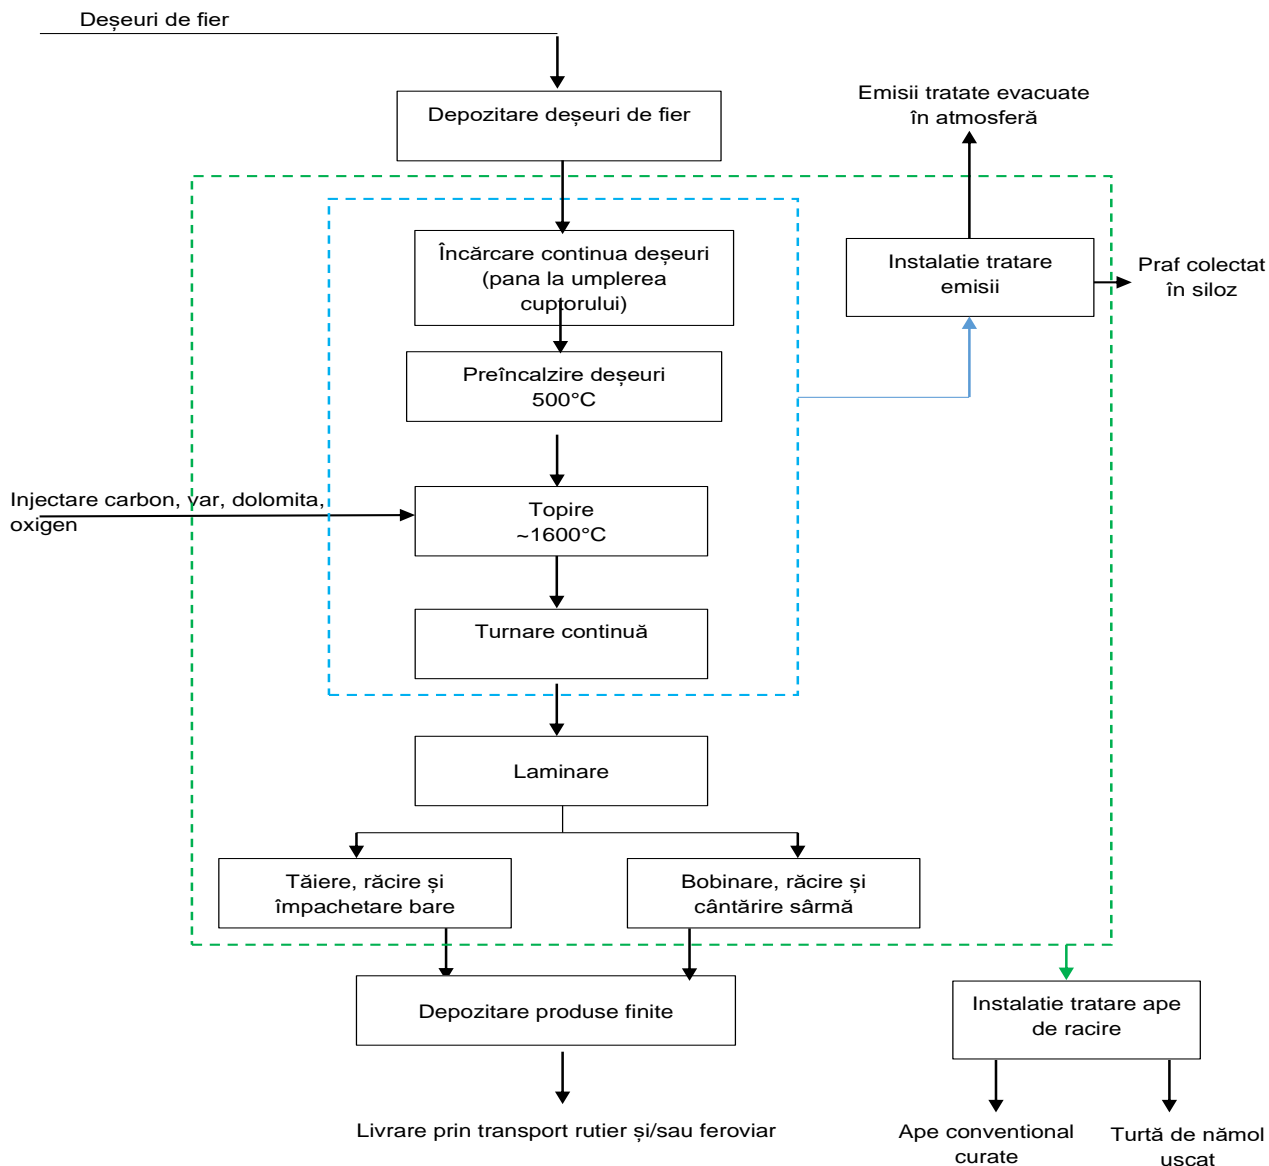 Deșeuri de fier
Depozitare deșeuri de fier
Emisii tratate evacuate
în atmosferă
Încărcare continua deșeuri
(pana la umplerea
cuptorului)
Instalatie tratare
emisii
Praf colectat
în siloz
Preîncalzire deșeuri
500°C
Injectare carbon, var, dolomita,
oxigen
Topire
~1600°C
Turnare continuă
Laminare
Tăiere, răcire și
împachetare bare
Bobinare, răcire și
cântărire sârmă
Depozitare produse finite
Instalatie tratare ape
de racire
Livrare prin transport rutier și/sau feroviar
Ape conventional
curate
Turtă de nămol
uscat